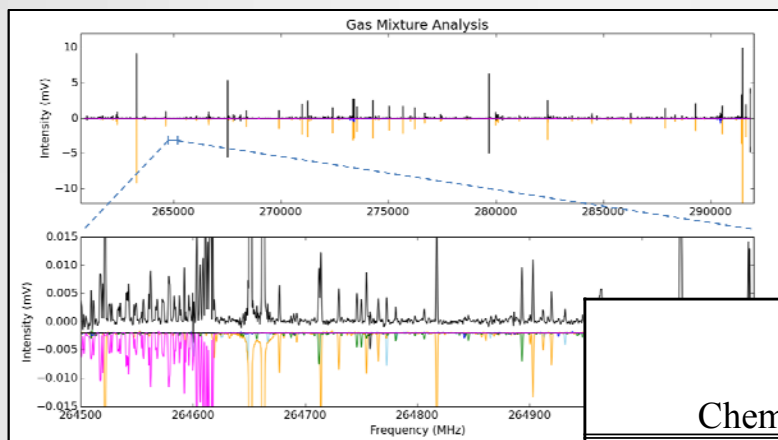 Gas Mixture Analysis
Intensity (mV)
10
5
0
−5
−10
265000 270000 275000 280000 285000 290000
Intensity (mV)
0.015
0.010
0.005
0.000
−0.005
−0.010
−0.015
264500 264600 264700 264800 264900
Frequency (MHz)
Chem